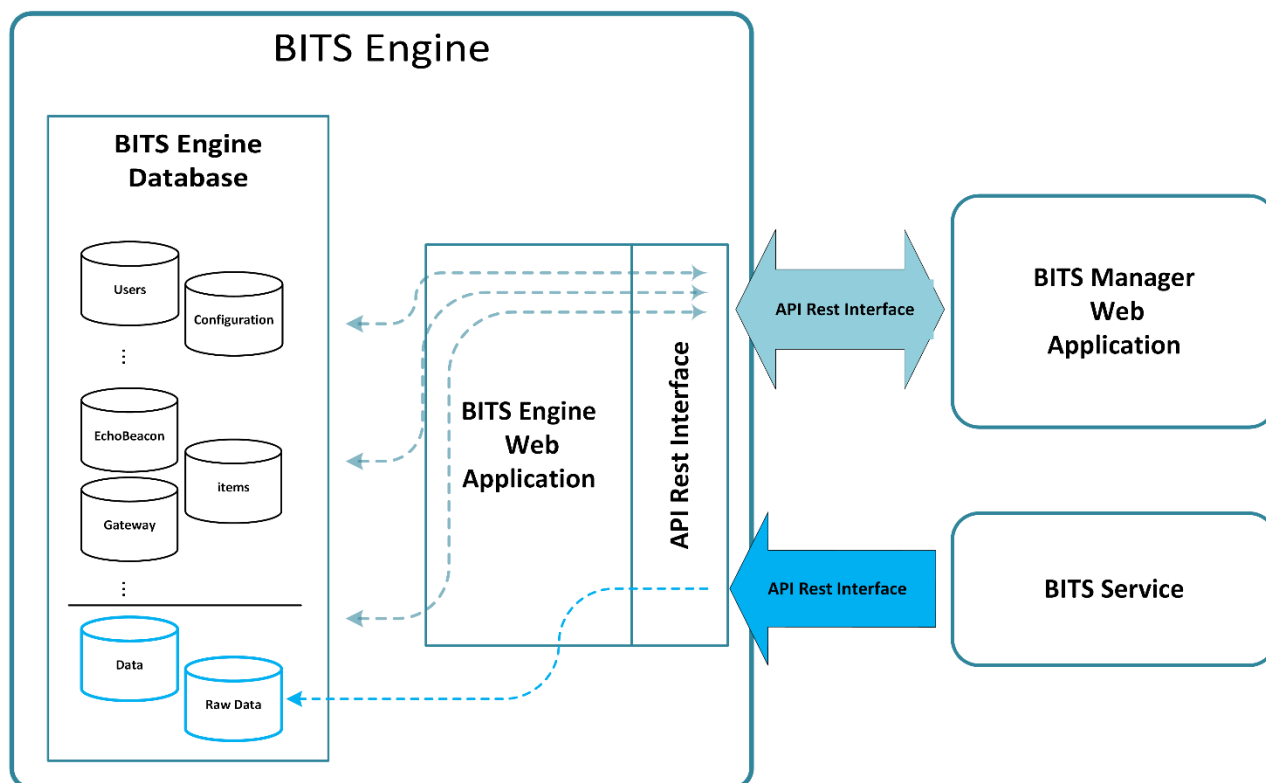 BITS Engine
BITS Engine
Database
Users
Configuration
⋮
EchoBeacon
items
Gateway
⋮
Data
Raw Data
BITS Engine
Web
Application
API Rest Interface
API Rest Interface
BITS Manager
Web
Application
API Rest Interface
BITS Service